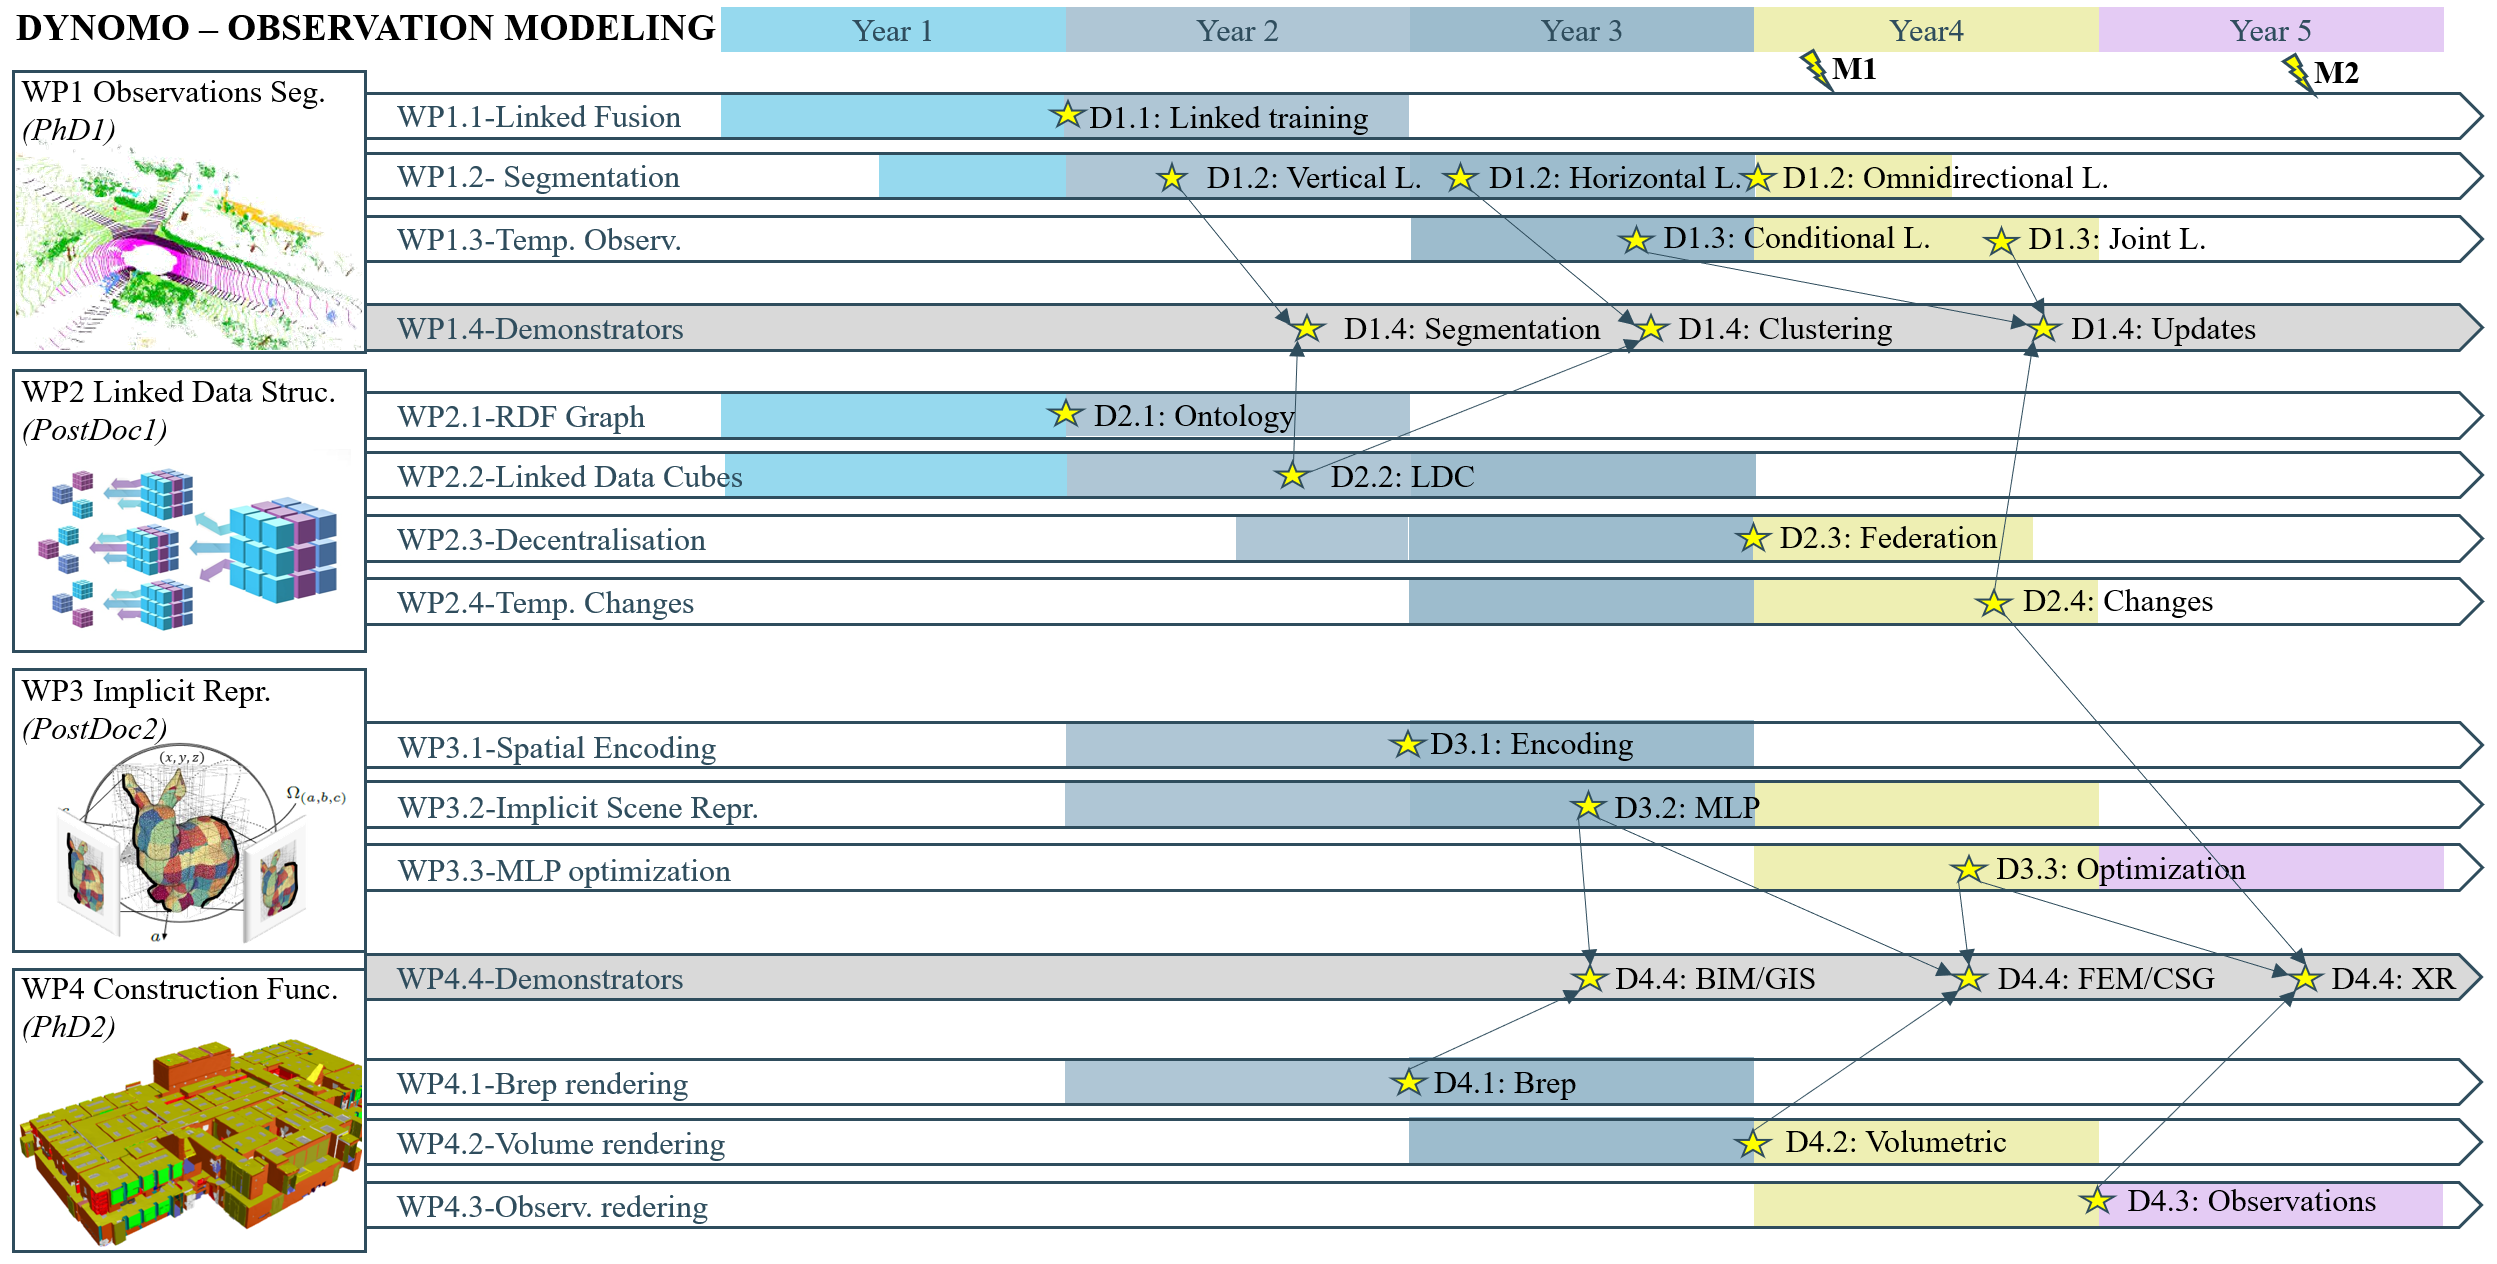 DYNOMO – OBSERVATION MODELING
Year 1
Year 2
Year 3
Year4
Year 5
M1
M2
WP1 Observations Seg.
(PhD1)
WP1.1-Linked Fusion
D1.1: Linked training
WP1.2- Segmentation
D1.2: Vertical L.
D1.2: Horizontal L.
D1.2: Omnidirectional L.
WP1.3-Temp. Observ.
D1.3: Conditional L.
D1.3: Joint L.
WP1.4-Demonstrators
D1.4: Segmentation
D1.4: Clustering
D1.4: Updates
WP2 Linked Data Struc.
(PostDoc1)
WP2.1-RDF Graph
D2.1: Ontology
WP2.2-Linked Data Cubes
D2.2: LDC
WP2.3-Decentralisation
D2.3: Federation
WP2.4-Temp. Changes
D2.4: Changes
WP3 Implicit Repr.
(PostDoc2)
(x, y, z)
Ω(a,b,c)
c
a
WP3.1-Spatial Encoding
D3.1: Encoding
WP3.2-Implicit Scene Repr.
D3.2: MLP
WP3.3-MLP optimization
D3.3: Optimization
WP4 Construction Func.
(PhD2)
WP4.4-Demonstrators
D4.4: BIM/GIS
D4.4: FEM/CSG
D4.4: XR
WP4.1-Brep rendering
D4.1: Brep
WP4.2-Volume rendering
D4.2: Volumetric
WP4.3-Observ. redering
D4.3: Observations